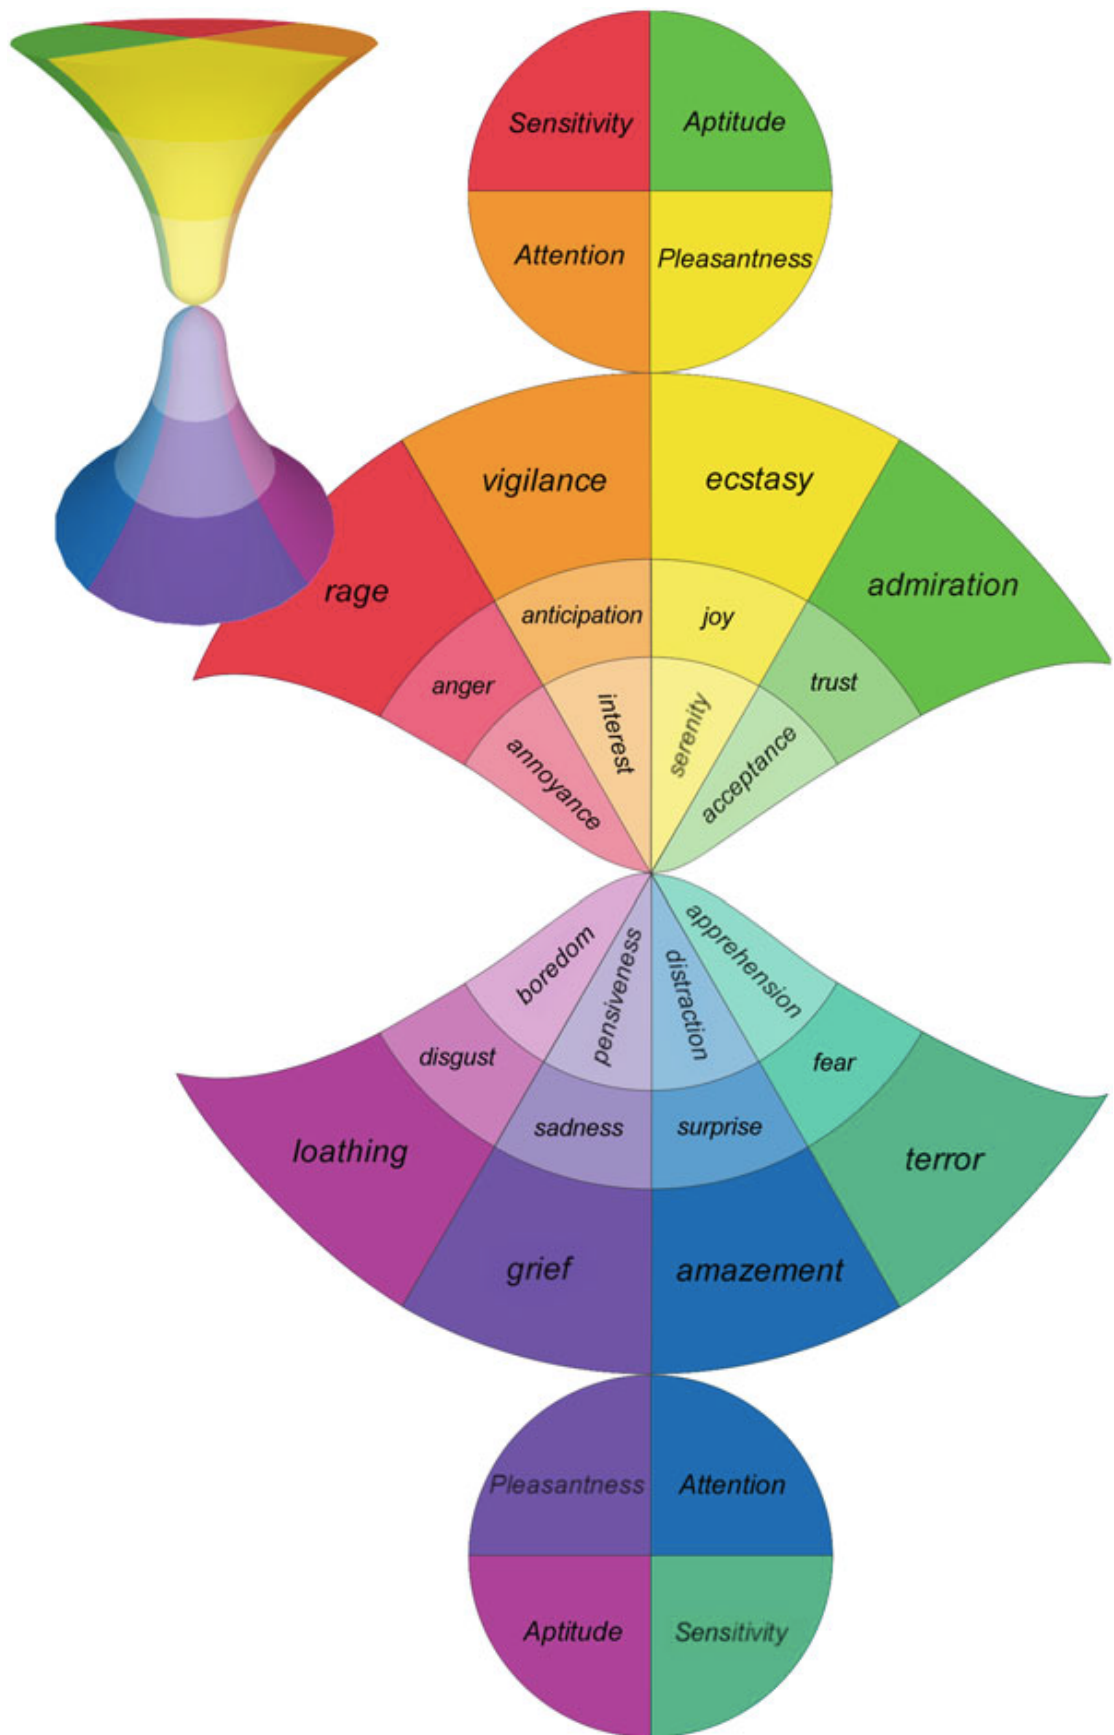 Sensitivity
Aptitude
Attention
Pleasantness
vigilance
ecstasy
rage
admiration
anticipation
joy
anger
trust
interest
serenity
annoyance
acceptance
boredom
pensiveness
distraction
apprehension
disgust
fear
sadness
surprise
loathing
terror
grief
amazement
Pleasantness
Attention
Aptitude
Sensitivity